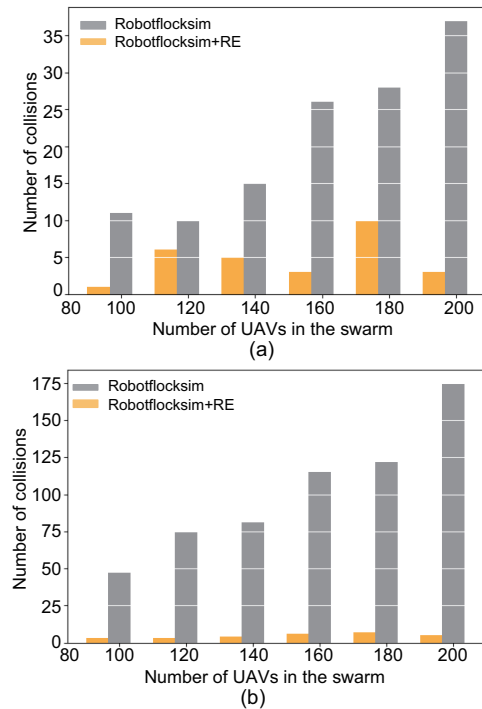 Robotflocksim
Robotflocksim+RE
Number of collisions
35
30
25
20
15
10
5
0
80 100 120 140 160 180 200
Number of UAVs in the swarm
(a)
Robotflocksim
Robotflocksim+RE
Number of collisions
175
150
125
100
75
50
25
0
80 100 120 140 160 180 200
Number of UAVs in the swarm
(b)